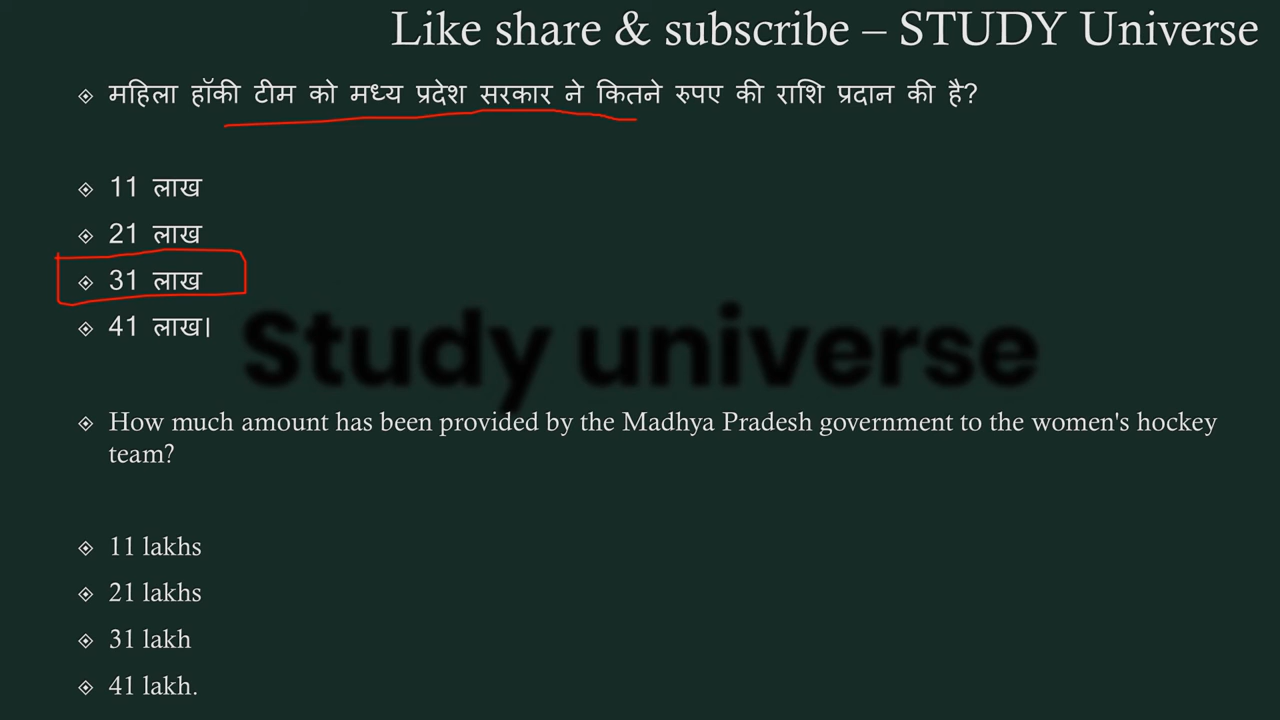 Like share & subscribe – STUDY Universe
महिला हॉकी टीम को मध्य प्रदेश सरकार ने कितने रुपए की राशि प्रदान की है?
11 लाख
21 लाख
31 लाख
41 लाख।
Study universe
How much amount has been provided by the Madhya Pradesh government to the women's hockey
team?
11 lakhs
21 lakhs
31 lakh
41 lakh.